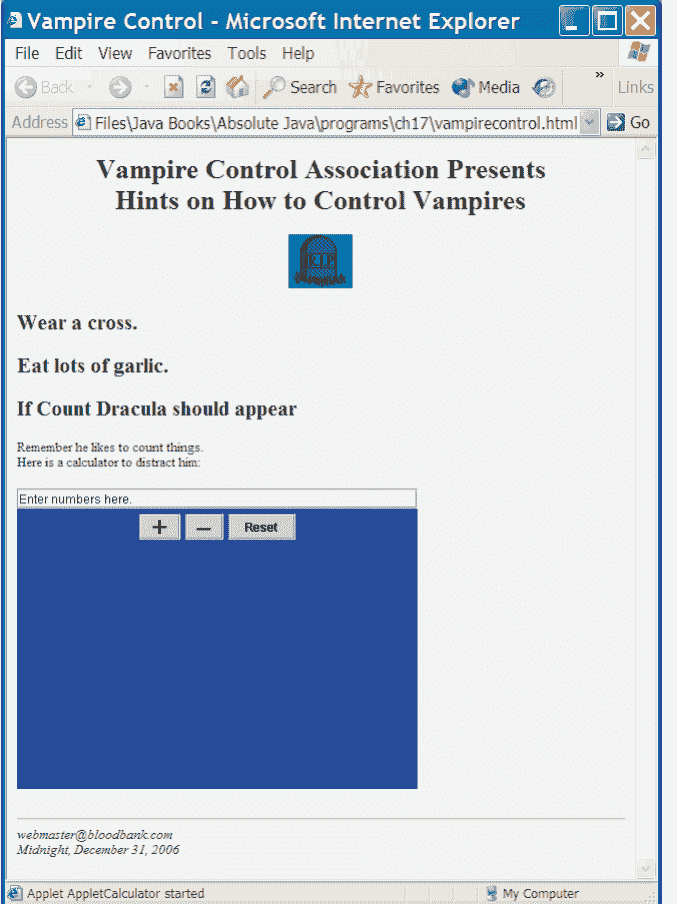 Vampire Control - Microsoft Internet Explorer
File Edit View Favorites Tools Help
Back Search Favorites Media » Links
Address Files\Java Books\Absolute Java\programs\ch17\vampirecontrol.html Go
Vampire Control Association Presents
Hints on How to Control Vampires
R.I.P.
Wear a cross.
Eat lots of garlic.
If Count Dracula should appear
Remember he likes to count things.
Here is a calculator to distract him:
Enter numbers here.
+ – Reset
webmaster@bloodbank.com
Midnight, December 31, 2006
Applet AppletCalculator started My Computer